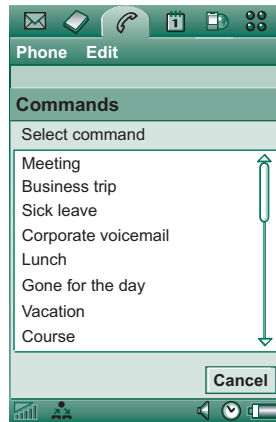 Phone Edit
Commands
Select command
Meeting
Business trip
Sick leave
Corporate voicemail
Lunch
Gone for the day
Vacation
Course
Cancel